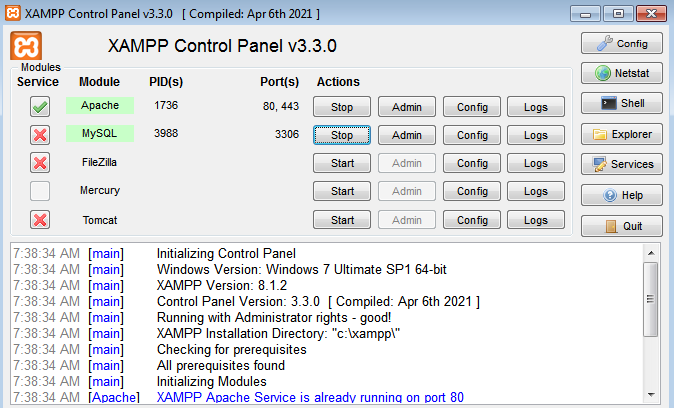 XAMPP Control Panel v3.3.0 [ Compiled: Apr 6th 2021 ]
XAMPP Control Panel v3.3.0
Config
Modules
Service Module PID(s) Port(s) Actions
Netstat
Apache 1736 80, 443 Stop Admin Config Logs
Shell
MySQL 3988 3306 Stop Admin Config Logs
Explorer
FileZilla Start Admin Config Logs
Services
Mercury Start Admin Config Logs
Help
Tomcat Start Admin Config Logs
Quit
7:38:34 AM [main] Initializing Control Panel
7:38:34 AM [main] Windows Version: Windows 7 Ultimate SP1 64-bit
7:38:34 AM [main] XAMPP Version: 8.1.2
7:38:34 AM [main] Control Panel Version: 3.3.0 [ Compiled: Apr 6th 2021 ]
7:38:34 AM [main] Running with Administrator rights - good!
7:38:34 AM [main] XAMPP Installation Directory: "c:\xampp\"
7:38:34 AM [main] Checking for prerequisites
7:38:34 AM [main] All prerequisites found
7:38:34 AM [main] Initializing Modules
7:38:34 AM [Apache] XAMPP Apache Service is already running on port 80